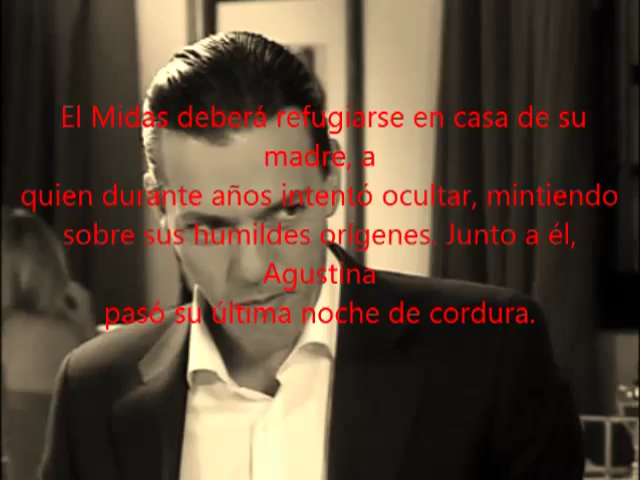 El Midas deberá refugiarse en casa de su
madre, a
quien durante años intentó ocultar, mintiendo
sobre sus humildes orígenes. Junto a él,
Agustina
pasó su última noche de cordura.